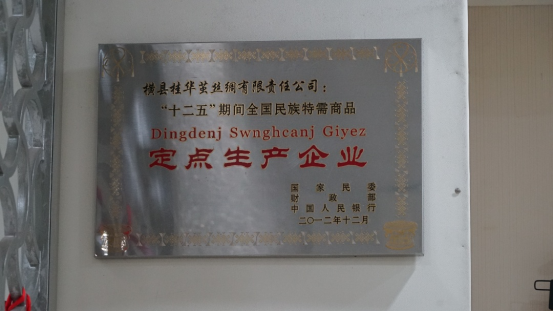 横县桂华茧丝绸有限责任公司：
“十二五”期间全国民族特需商品
Dingdenj Swnghcanj Giyez
定点生产企业
国家民委
财政部
中国人民银行
二〇一二年十二月